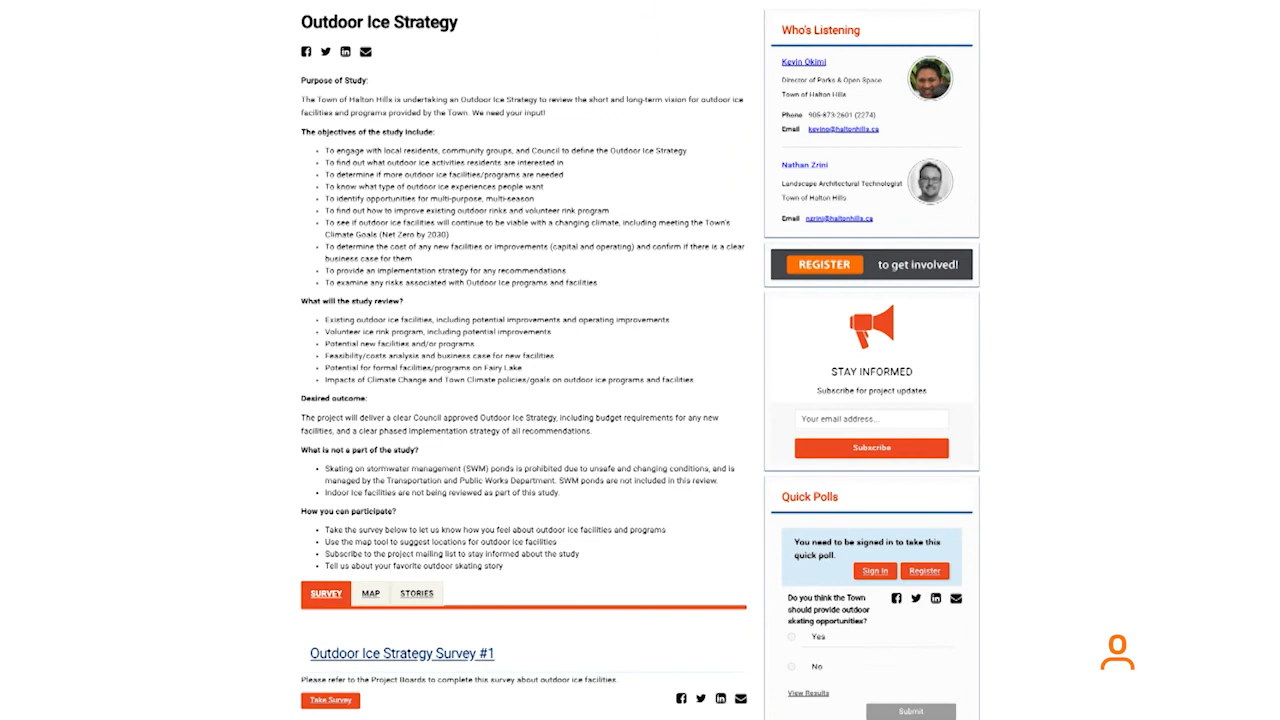 Outdoor Ice Strategy
Purpose of Study:
The Town of Halton Hills is undertaking an Outdoor Ice Strategy to review the short and long-term vision for outdoor ice
facilities and programs provided by the Town. We need your input!
The objectives of the study include:
• To engage with local residents, community groups, and Council to define the Outdoor Ice Strategy
• To find out what outdoor ice activities residents are interested in
• To determine if more outdoor ice facilities/programs are needed
• To know what type of outdoor ice experiences people want
• To identify opportunities for multi-purpose, multi-season
• To find out how to improve existing outdoor rinks and volunteer rink program
• To see if outdoor ice facilities will continue to be viable with a changing climate, including meeting the Town's
Climate Goals (Net Zero by 2030)
• To determine the cost of any new facilities or improvements (capital and operating) and confirm if there is a clear
business case for them
• To provide an implementation strategy for any recommendations
• To examine any risks associated with Outdoor Ice programs and facilities
What will the study review?
• Existing outdoor ice facilities, including potential improvements and operating improvements
• Volunteer ice rink program, including potential improvements
• Potential new facilities and/or programs
• Feasibility/costs analysis and business case for new facilities
• Potential for formal facilities/programs on Fairy Lake
• Impacts of Climate Change and Town Climate policies/goals on outdoor ice programs and facilities
Desired outcome:
The project will deliver a clear Council approved Outdoor Ice Strategy, including budget requirements for any new
facilities, and a clear phased implementation strategy of all recommendations.
What is not a part of the study?
• Skating on stormwater management (SWM) ponds is prohibited due to unsafe and changing conditions, and is
managed by the Transportation and Public Works Department. SWM ponds are not included in this review.
• Indoor Ice facilities are not being reviewed as part of this study.
How you can participate?
• Take the survey below to let us know how you feel about outdoor ice facilities and programs
• Use the map tool to suggest locations for outdoor ice facilities
• Subscribe to the project mailing list to stay informed about the study
• Tell us about your favorite outdoor skating story
SURVEY MAP STORIES
Outdoor Ice Strategy Survey #1
Please refer to the Project Boards to complete this survey about outdoor ice facilities.
Take Survey
Who's Listening
Kevin Okimi
Director of Parks & Open Space
Town of Halton Hills
Phone 905-873-2601 (2274)
Email kevino@haltonhills.ca
Nathan Zrini
Landscape Architectural Technologist
Town of Halton Hills
Email nzrini@haltonhills.ca
REGISTER to get involved!
STAY INFORMED
Subscribe for project updates
Your email address...
Subscribe
Quick Polls
You need to be signed in to take this
quick poll.
Sign In Register
Do you think the Town
should provide outdoor
skating opportunities?
Yes
No
View Results
Submit